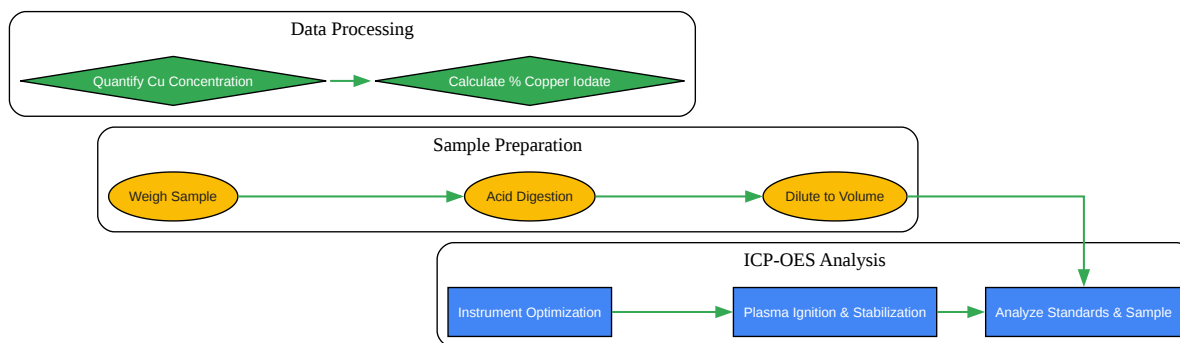 Data Processing
Quantify Cu Concentration
Calculate % Copper Iodate
Sample Preparation
Weigh Sample
Acid Digestion
Dilute to Volume
ICP-OES Analysis
Instrument Optimization
Plasma Ignition & Stabilization
Analyze Standards & Sample